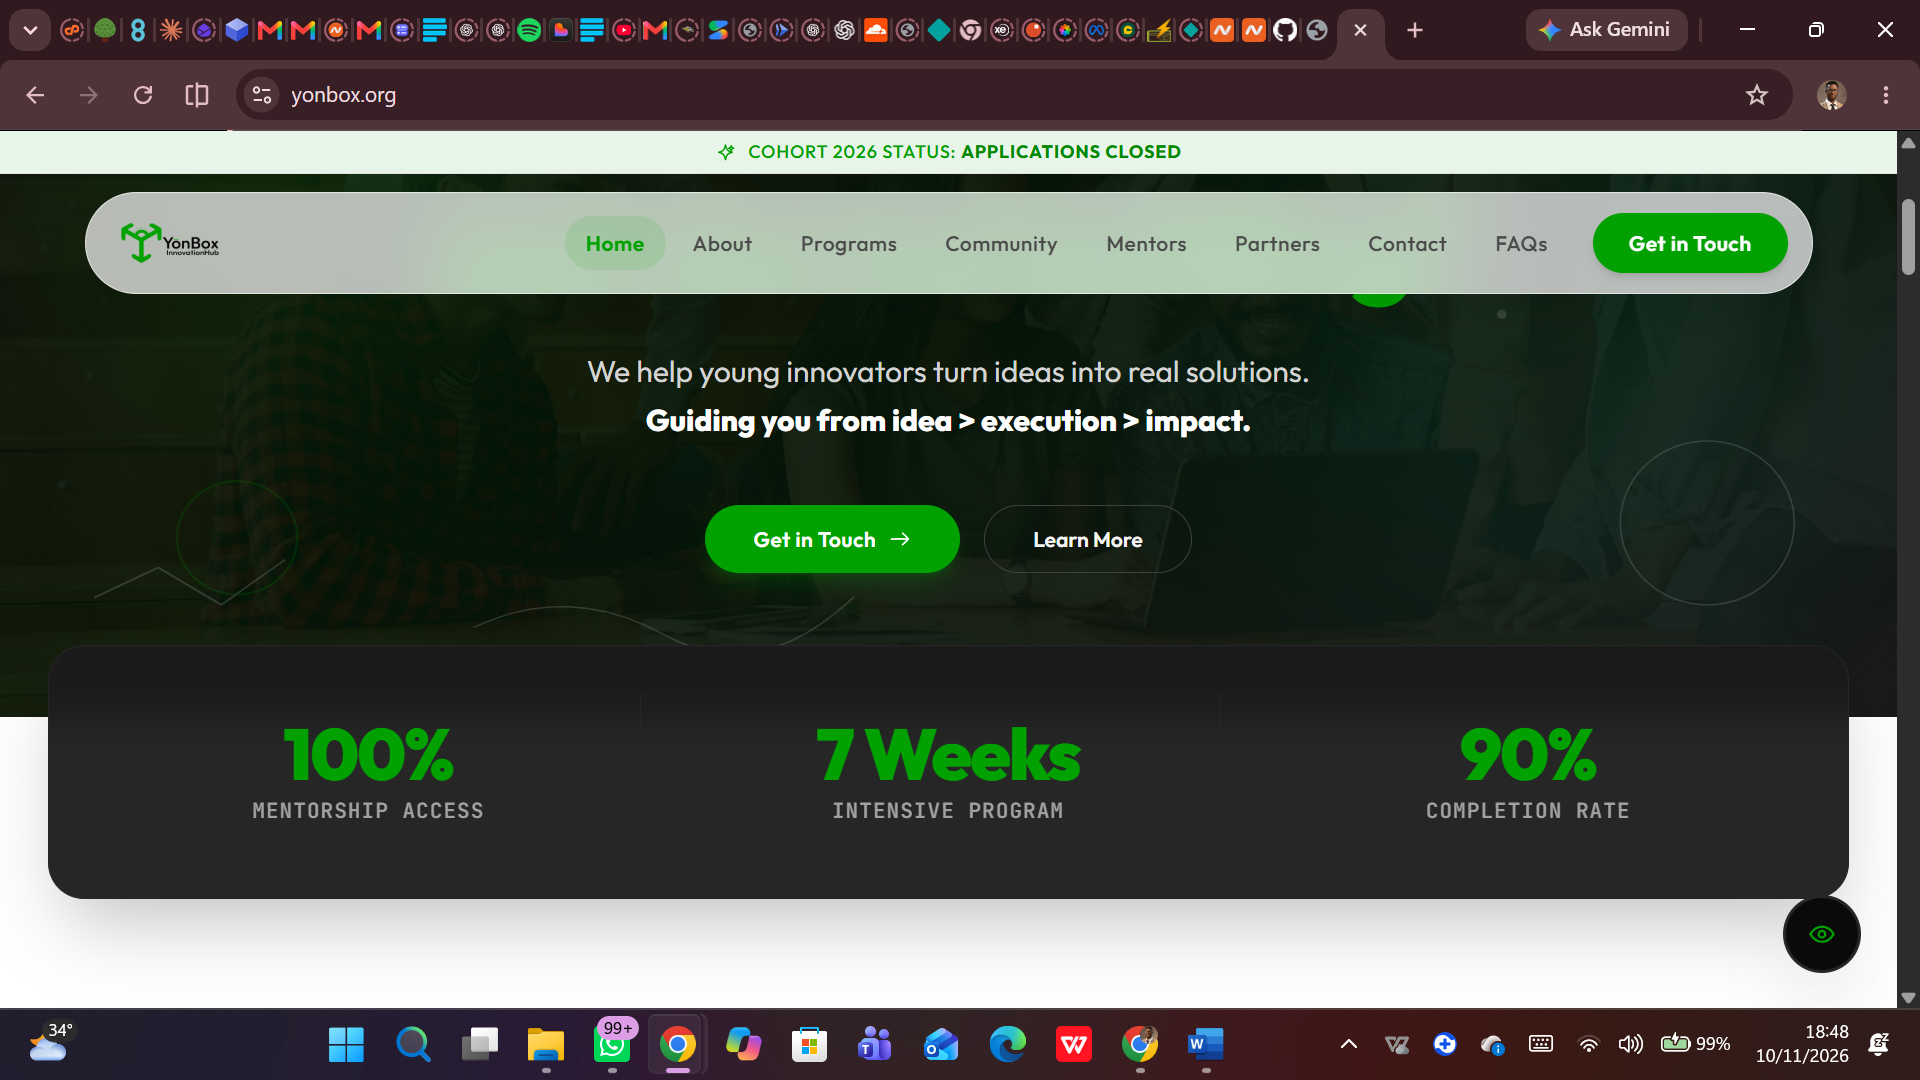 Ask Gemini
yonbox.org
COHORT 2026 STATUS: APPLICATIONS CLOSED
YonBox
InnovationHub
Home
About
Programs
Community
Mentors
Partners
Contact
FAQs
Get in Touch
We help young innovators turn ideas into real solutions.
Guiding you from idea > execution > impact.
Get in Touch →
Learn More
100%
MENTORSHIP ACCESS
7 Weeks
INTENSIVE PROGRAM
90%
COMPLETION RATE
34°
99+
99%
18:48
10/11/2026